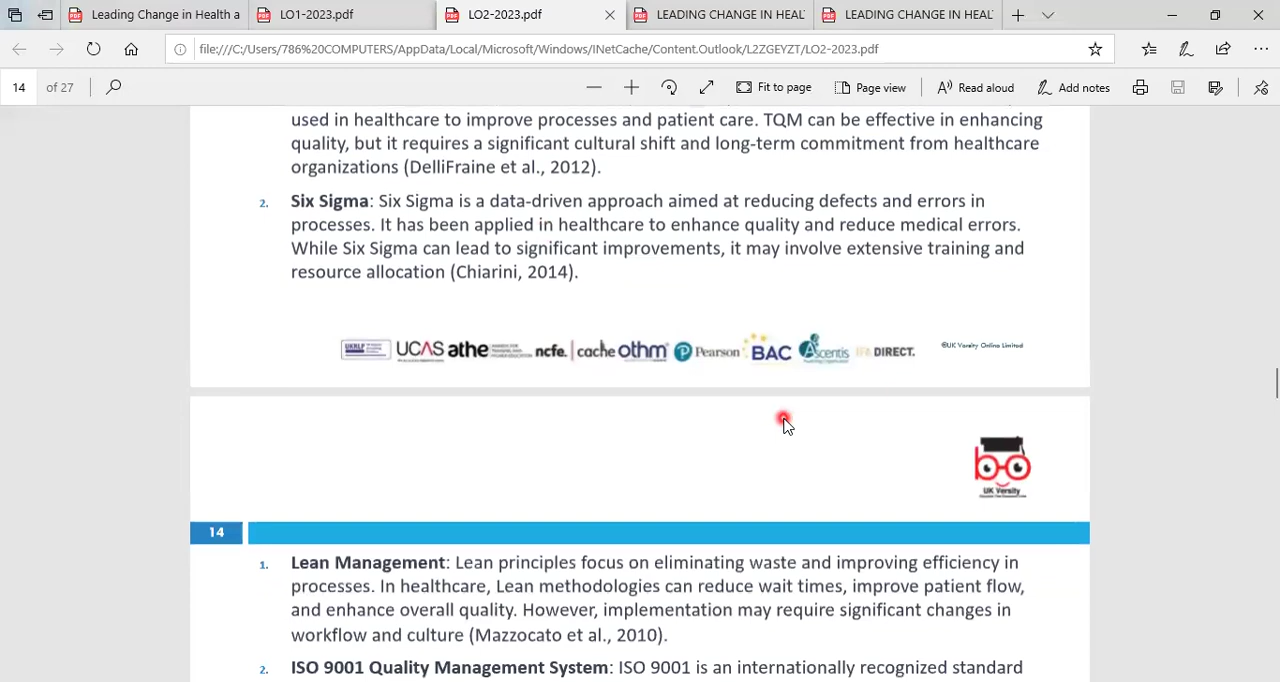 Leading Change in Health a
LO1-2023.pdf
LO2-2023.pdf
LEADING CHANGE IN HEAL
LEADING CHANGE IN HEAL
file:///C:/Users/786%20COMPUTERS/AppData/Local/Microsoft/Windows/INetCache/Content.Outlook/L2ZGEYZT/LO2-2023.pdf
14 of 27
Fit to page
Page view
Read aloud
Add notes
used in healthcare to improve processes and patient care. TQM can be effective in enhancing
quality, but it requires a significant cultural shift and long-term commitment from healthcare
organizations (DelliFraine et al., 2012).
2. Six Sigma: Six Sigma is a data-driven approach aimed at reducing defects and errors in
processes. It has been applied in healthcare to enhance quality and reduce medical errors.
While Six Sigma can lead to significant improvements, it may involve extensive training and
resource allocation (Chiarini, 2014).
UKRLP UCAS athe ncfe. cache othm Pearson BAC Ascentis DIRECT. ©UK Versity Online Limited
UK Versity
14
1. Lean Management: Lean principles focus on eliminating waste and improving efficiency in
processes. In healthcare, Lean methodologies can reduce wait times, improve patient flow,
and enhance overall quality. However, implementation may require significant changes in
workflow and culture (Mazzocato et al., 2010).
2. ISO 9001 Quality Management System: ISO 9001 is an internationally recognized standard